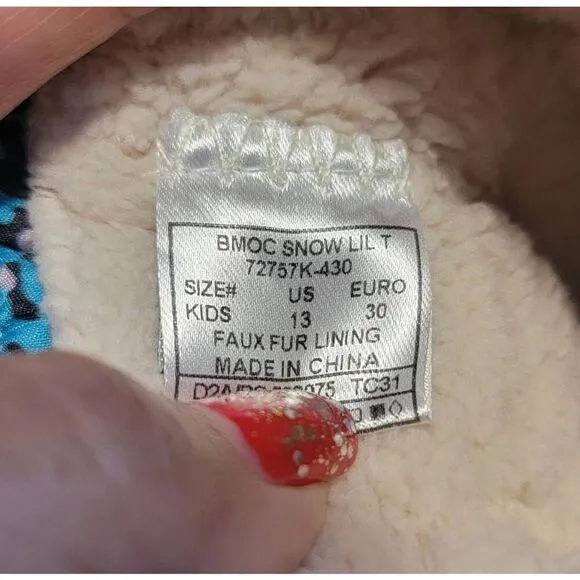 BMOC SNOW LIL T
72757K-430
SIZE# US EURO
KIDS 13 30
FAUX FUR LINING
MADE IN CHINA
TC31